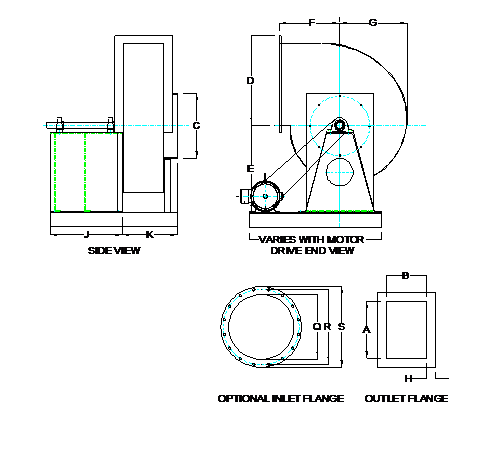 F G
D
C
E
J K
SIDE VIEW
VARIES WITH MOTOR
DRIVE END VIEW
B
A
Q R S
H
OPTIONAL INLET FLANGE
OUTLET FLANGE